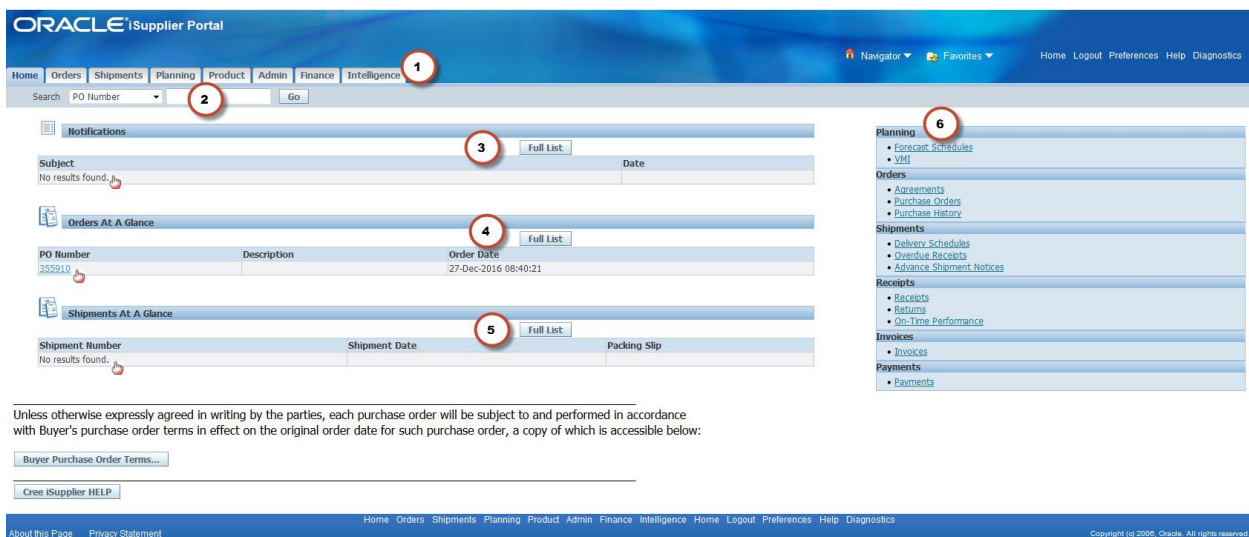 ORACLE® iSupplier Portal
Navigator Favorites Home Logout Preferences Help Diagnostics
Home Orders Shipments Planning Product Admin Finance Intelligence 1
Search PO Number 2 Go
Notifications
3 Full List
Subject Date
No results found.
Orders At A Glance
4 Full List
PO Number Description Order Date
355910 27-Dec-2016 08:40:21
Shipments At A Glance
5 Full List
Shipment Number Shipment Date Packing Slip
No results found.
6
Planning
• Forecast Schedules
• VMI
Orders
• Agreements
• Purchase Orders
• Purchase History
Shipments
• Delivery Schedules
• Overdue Receipts
• Advance Shipment Notices
Receipts
• Receipts
• Returns
• On-Time Performance
Invoices
• Invoices
Payments
• Payments
Unless otherwise expressly agreed in writing by the parties, each purchase order will be subject to and performed in accordance
with Buyer's purchase order terms in effect on the original order date for such purchase order, a copy of which is accessible below:
Buyer Purchase Order Terms...
Cree iSupplier HELP
Home Orders Shipments Planning Product Admin Finance Intelligence Home Logout Preferences Help Diagnostics
About this Page Privacy Statement Copyright (c) 2006, Oracle. All rights reserved.